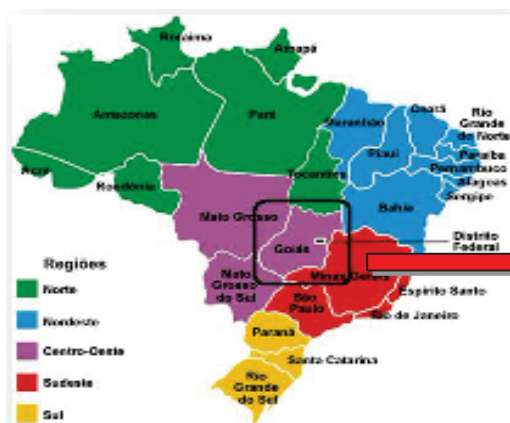 Roraima
Amapá
Amazonas
Pará
Maranhão
Ceará
Rio
Grande
do Norte
Piauí
Paraíba
Pernambuco
Alagoas
Sergipe
Acre
Rondônia
Tocantins
Bahia
Mato Grosso
Goiás
Distrito
Federal
Mato
Grosso
do Sul
Minas Gerais
Espírito Santo
São
Paulo
Rio de Janeiro
Paraná
Santa Catarina
Rio
Grande
do Sul
Regiões
Norte
Nordeste
Centro-Oeste
Sudeste
Sul